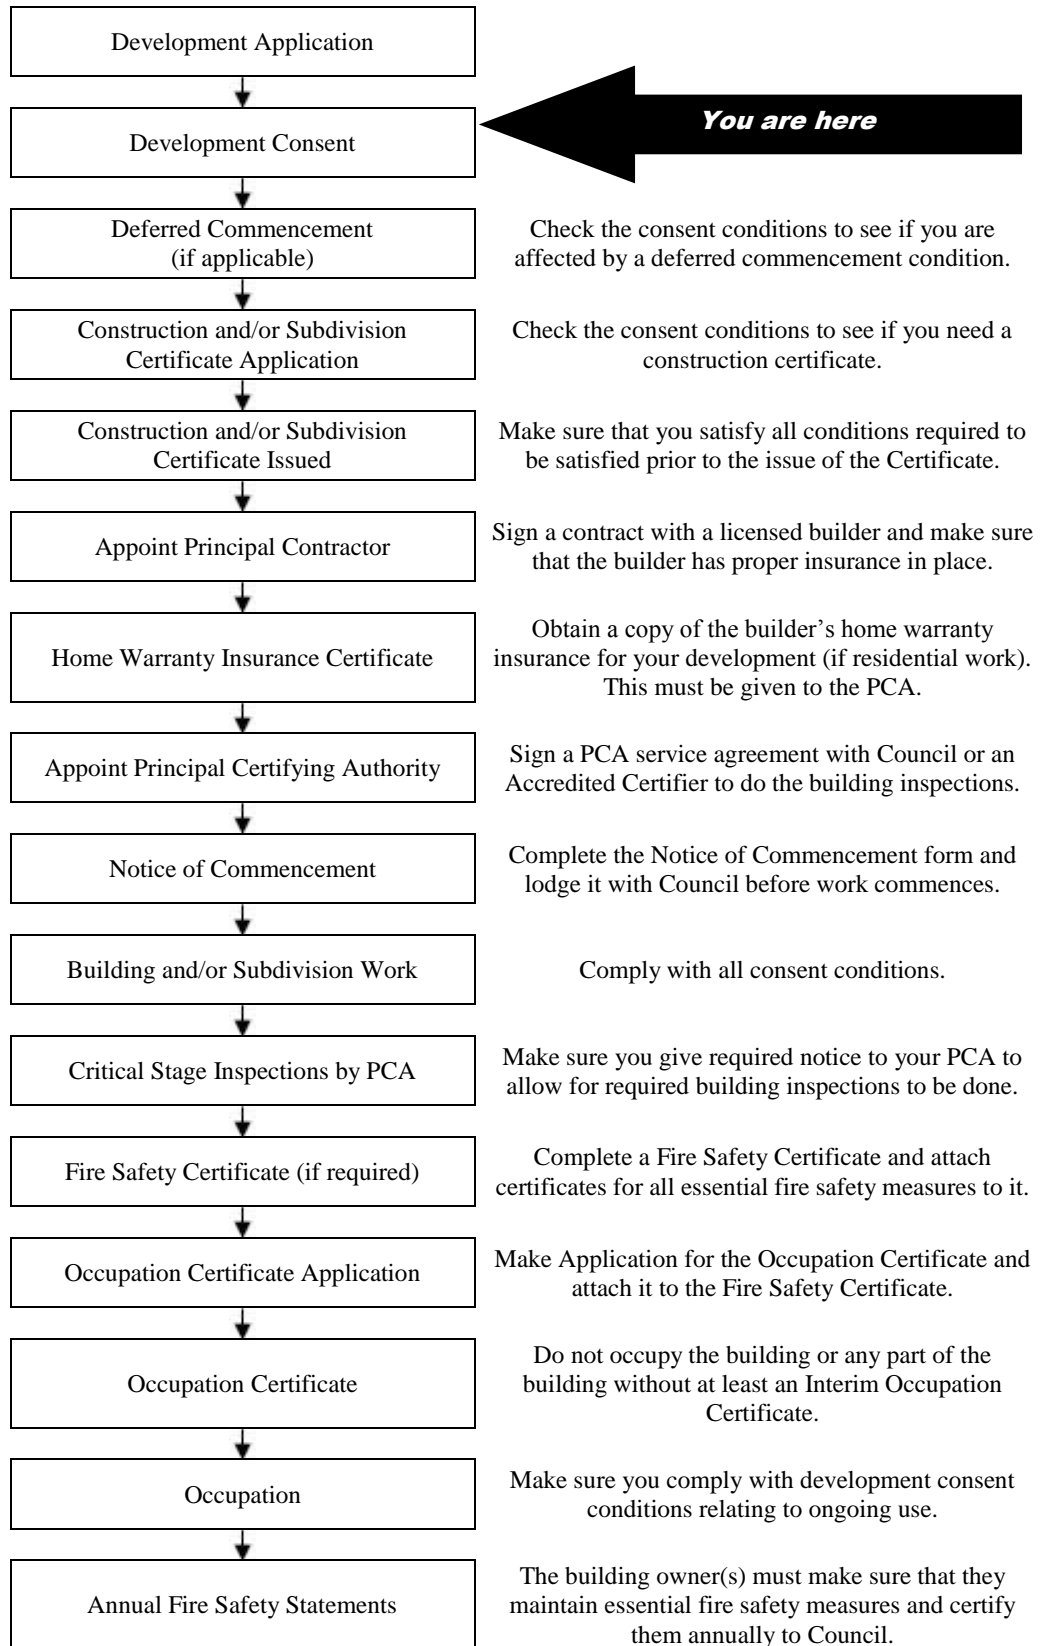 Development Application
Development Consent
You are here
Deferred Commencement
(if applicable)
Check the consent conditions to see if you are
affected by a deferred commencement condition.
Construction and/or Subdivision
Certificate Application
Check the consent conditions to see if you need a
construction certificate.
Construction and/or Subdivision
Certificate Issued
Make sure that you satisfy all conditions required to
be satisfied prior to the issue of the Certificate.
Appoint Principal Contractor
Sign a contract with a licensed builder and make sure
that the builder has proper insurance in place.
Home Warranty Insurance Certificate
Obtain a copy of the builder’s home warranty
insurance for your development (if residential work).
This must be given to the PCA.
Appoint Principal Certifying Authority
Sign a PCA service agreement with Council or an
Accredited Certifier to do the building inspections.
Notice of Commencement
Complete the Notice of Commencement form and
lodge it with Council before work commences.
Building and/or Subdivision Work
Comply with all consent conditions.
Critical Stage Inspections by PCA
Make sure you give required notice to your PCA to
allow for required building inspections to be done.
Fire Safety Certificate (if required)
Complete a Fire Safety Certificate and attach
certificates for all essential fire safety measures to it.
Occupation Certificate Application
Make Application for the Occupation Certificate and
attach it to the Fire Safety Certificate.
Occupation Certificate
Do not occupy the building or any part of the
building without at least an Interim Occupation
Certificate.
Occupation
Make sure you comply with development consent
conditions relating to ongoing use.
Annual Fire Safety Statements
The building owner(s) must make sure that they
maintain essential fire safety measures and certify
them annually to Council.